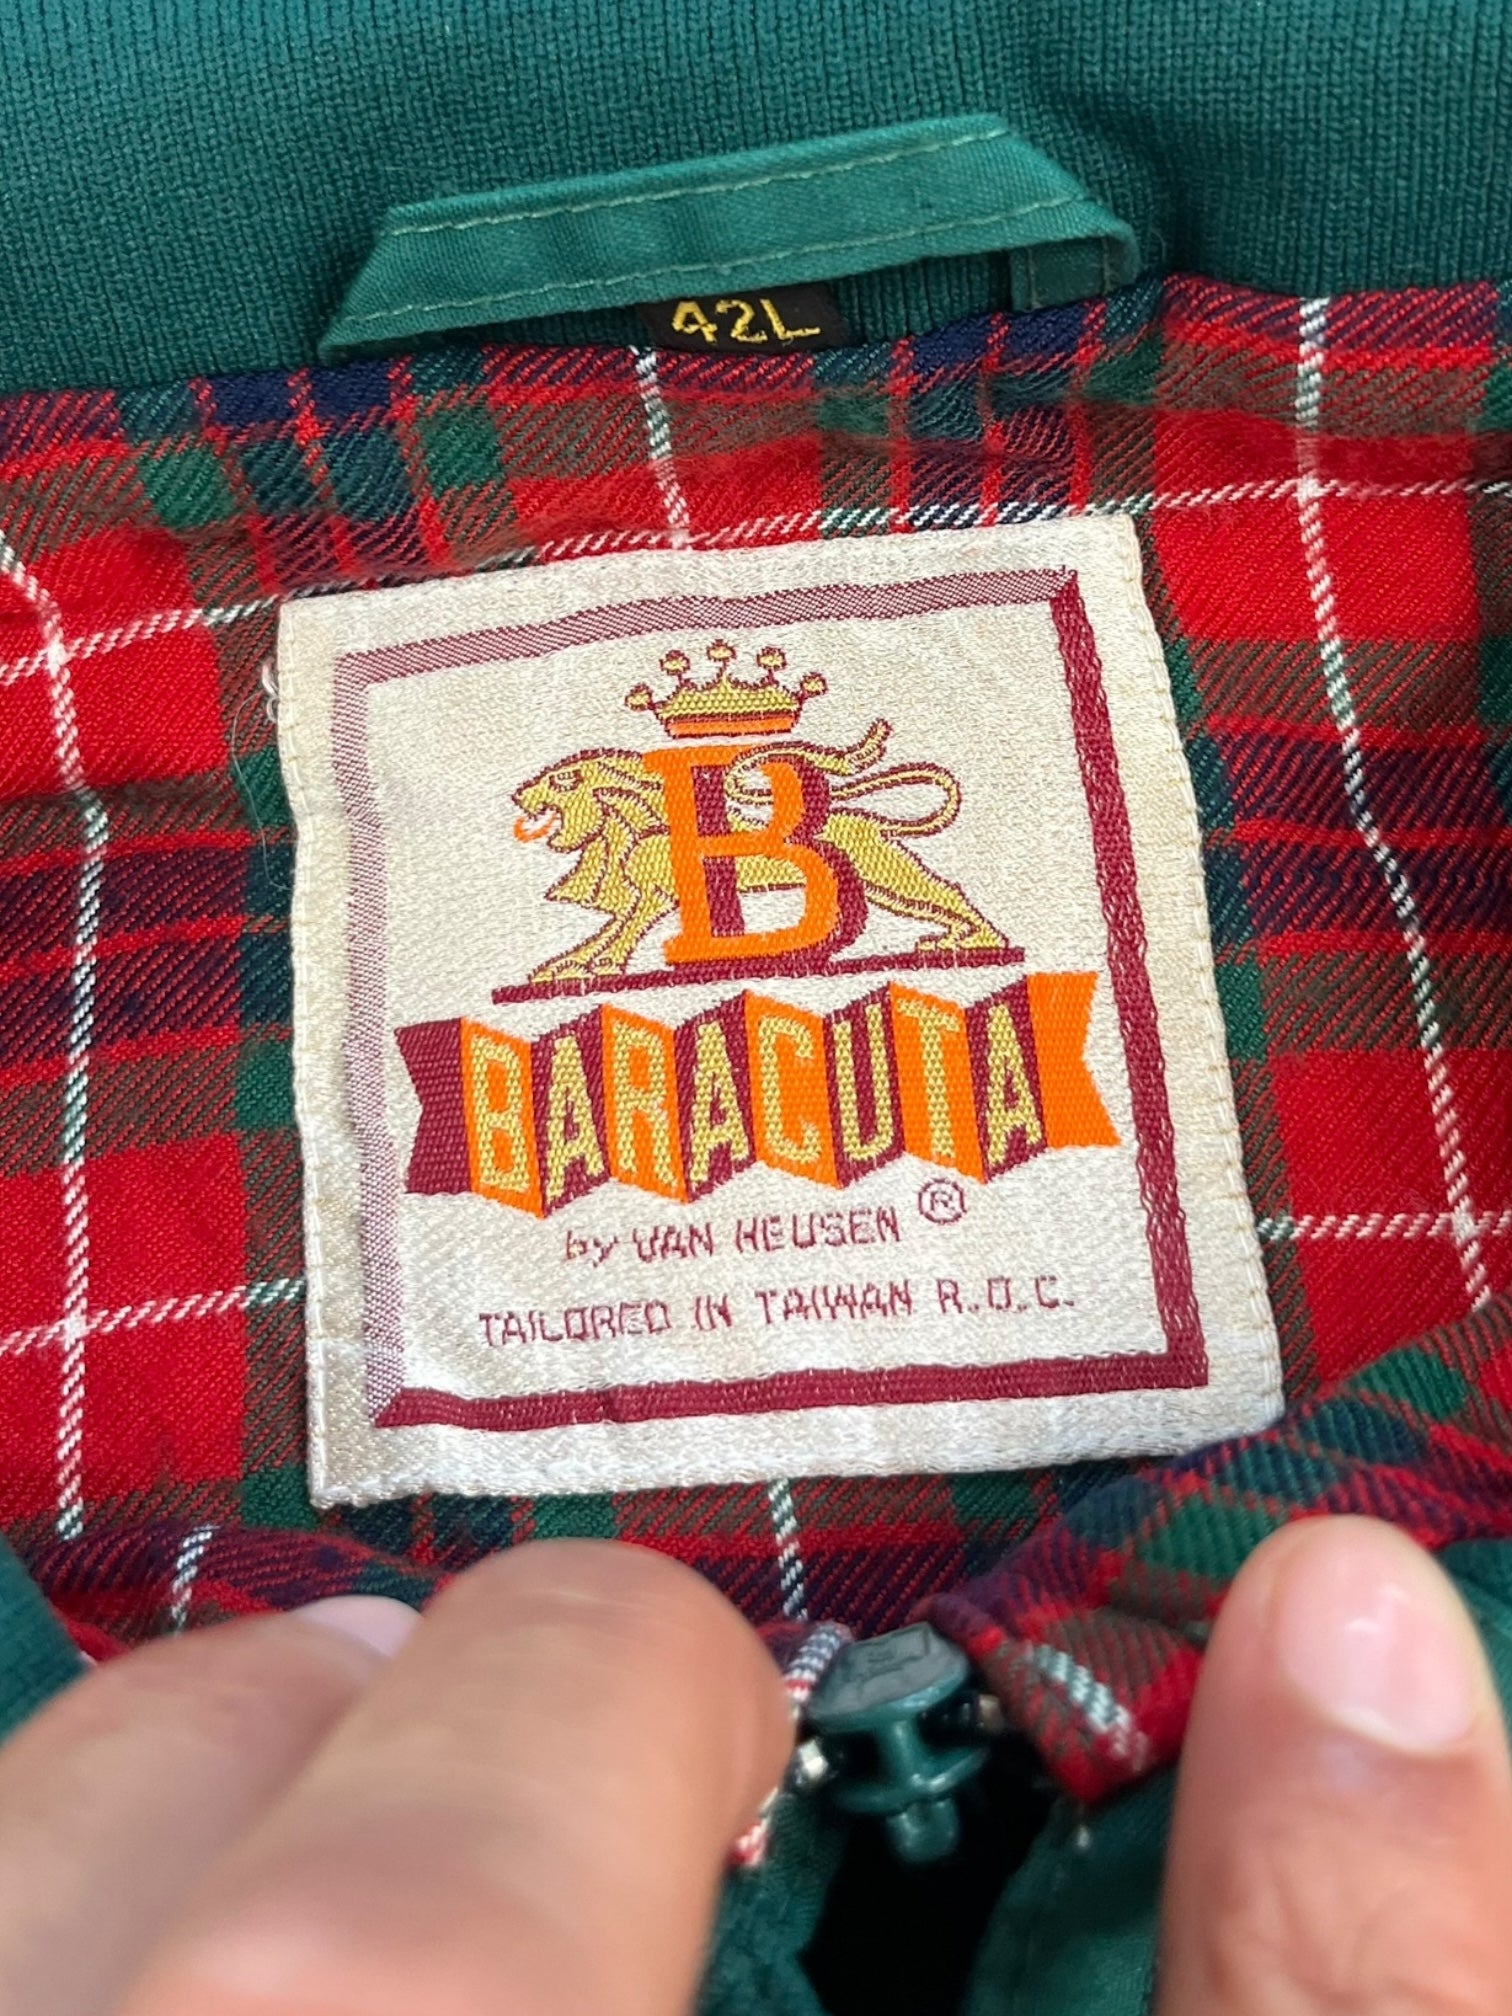 42L
B
BARACUTA
by VAN HEUSEN ®
TAILORED IN TAIWAN R.O.C.